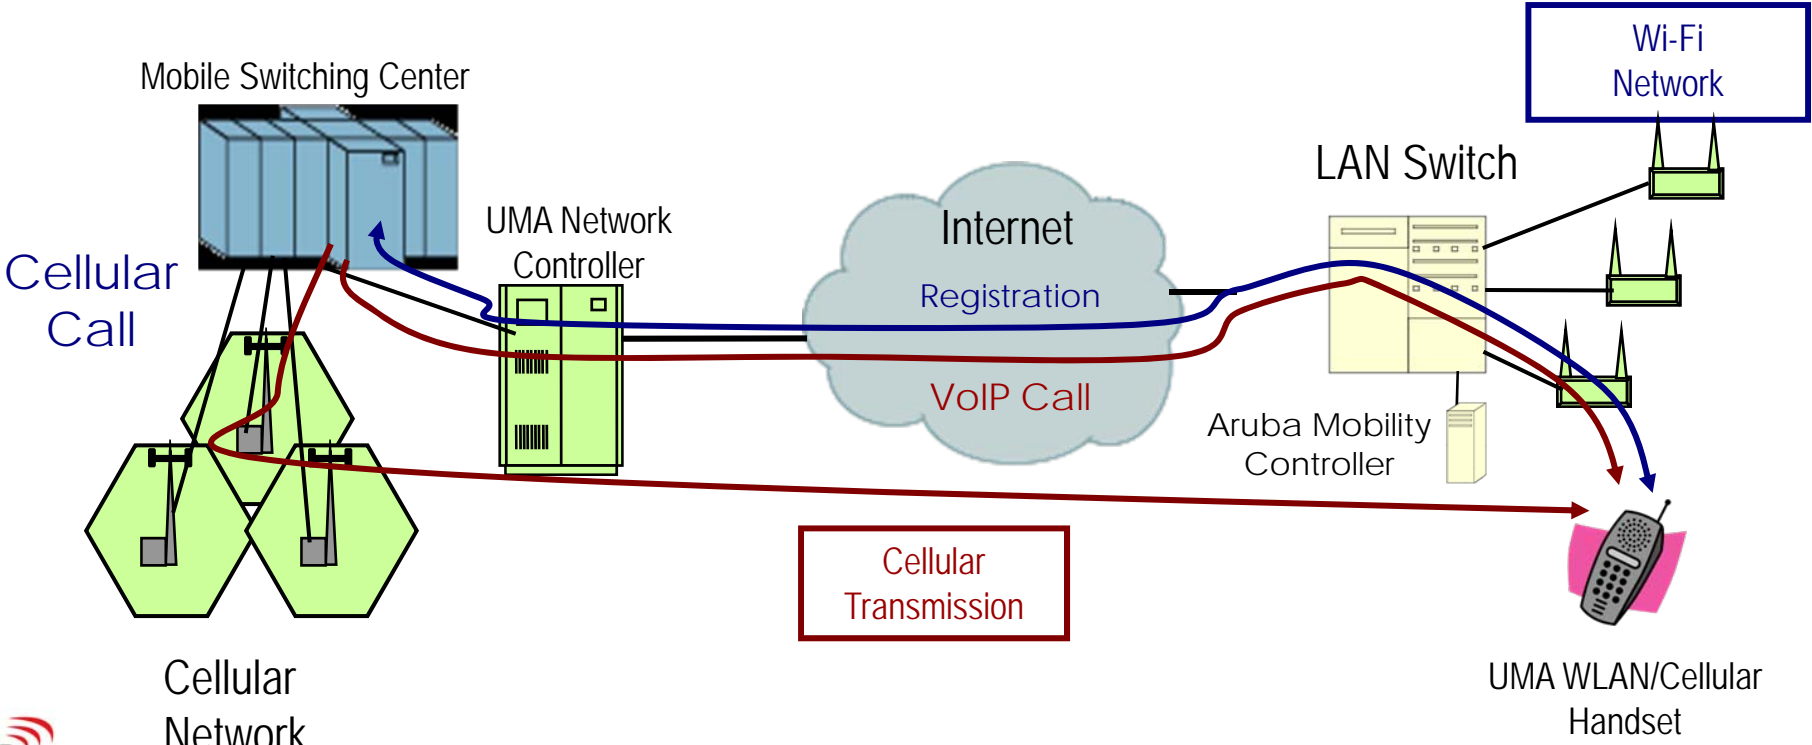 Wi-Fi
Network
Mobile Switching Center
LAN Switch
UMA Network
Controller
Internet
Cellular
Call
Registration
VoIP Call
Aruba Mobility
Controller
Cellular
Transmission
Cellular
Network
UMA WLAN/Cellular
Handset